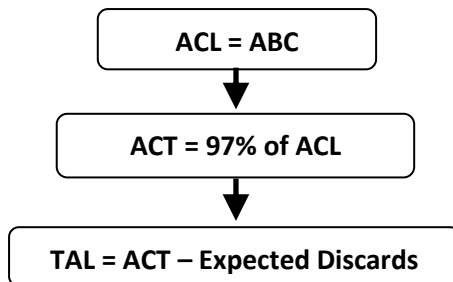 ACL = ABC
ACT = 97% of ACL
TAL = ACT – Expected Discards